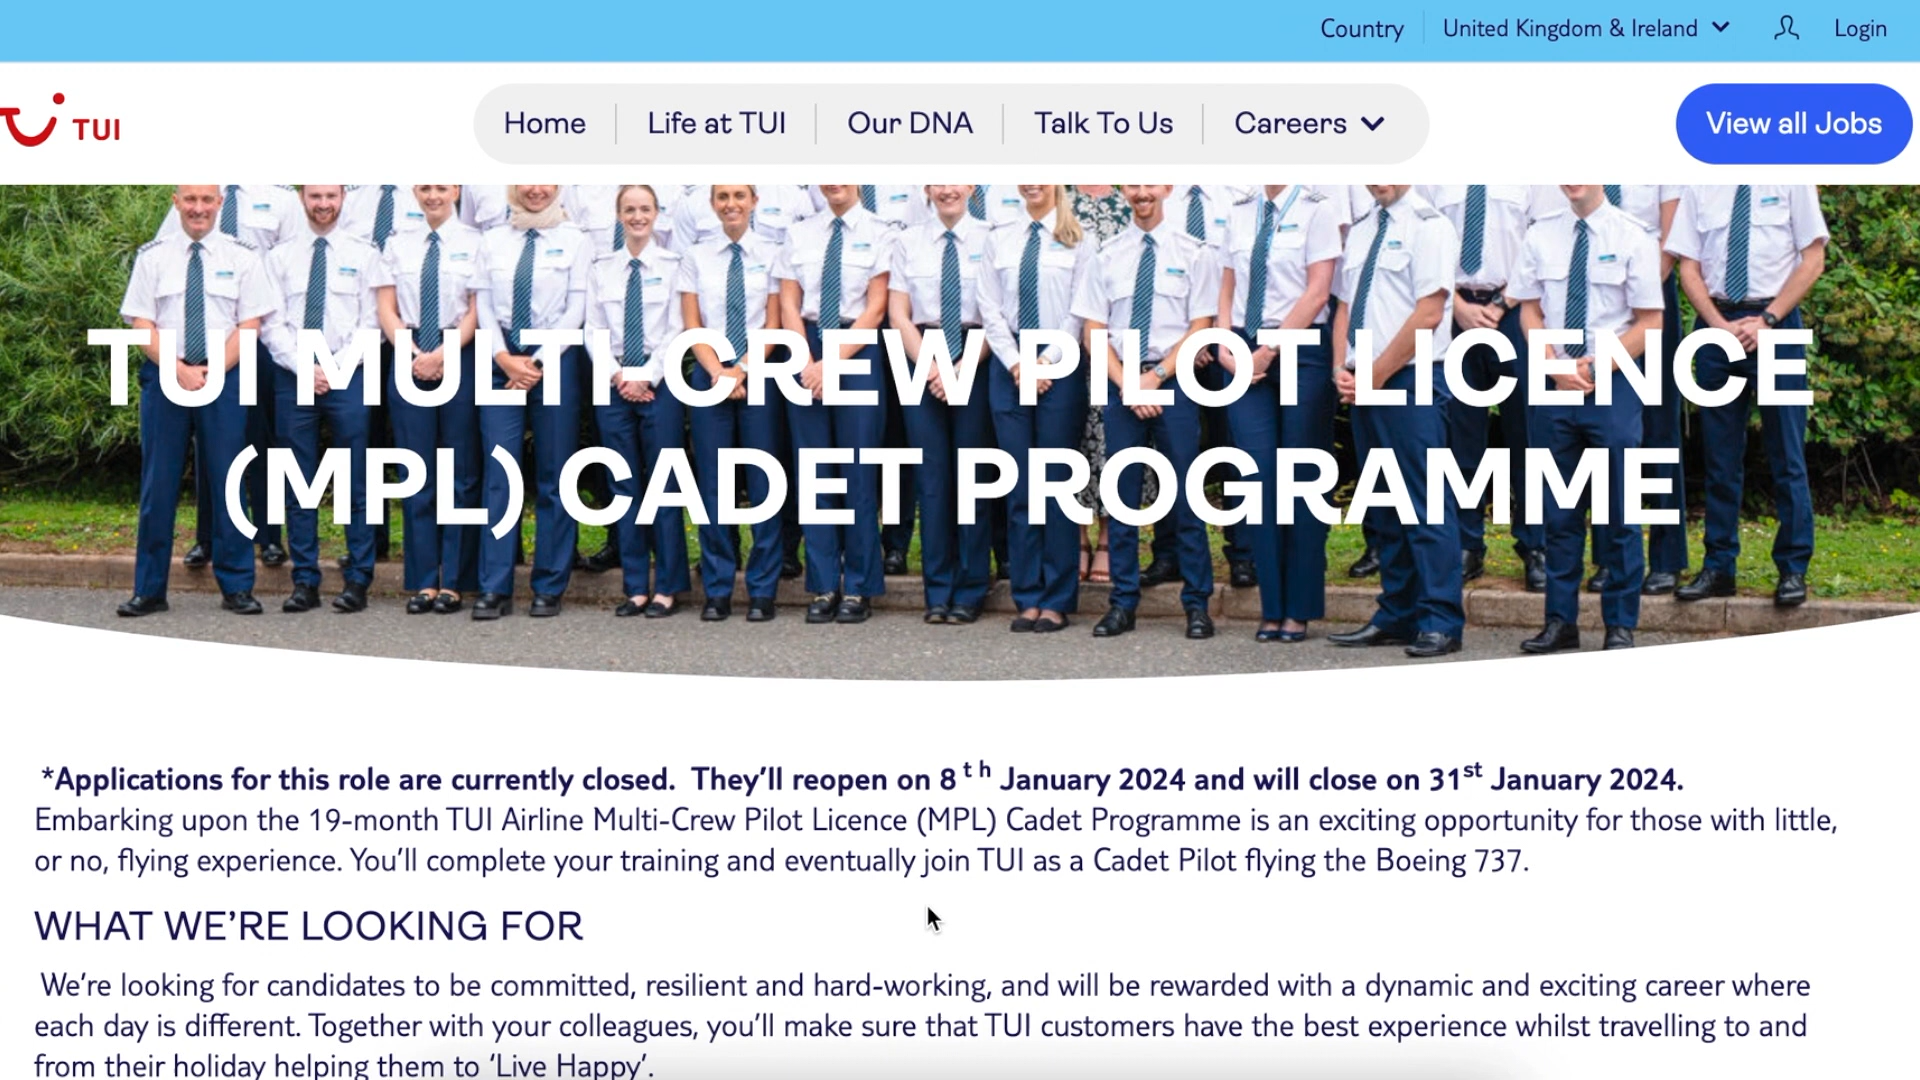 Country
United Kingdom & Ireland
Login
TUI
Home
Life at TUI
Our DNA
Talk To Us
Careers
View all Jobs
TUI MULTI-CREW PILOT LICENCE
(MPL) CADET PROGRAMME
*Applications for this role are currently closed. They’ll reopen on 8 t h January 2024 and will close on 31st January 2024.
Embarking upon the 19-month TUI Airline Multi-Crew Pilot Licence (MPL) Cadet Programme is an exciting opportunity for those with little,
or no, flying experience. You’ll complete your training and eventually join TUI as a Cadet Pilot flying the Boeing 737.
WHAT WE’RE LOOKING FOR
We’re looking for candidates to be committed, resilient and hard-working, and will be rewarded with a dynamic and exciting career where
each day is different. Together with your colleagues, you’ll make sure that TUI customers have the best experience whilst travelling to and
from their holiday helping them to ‘Live Happy’.